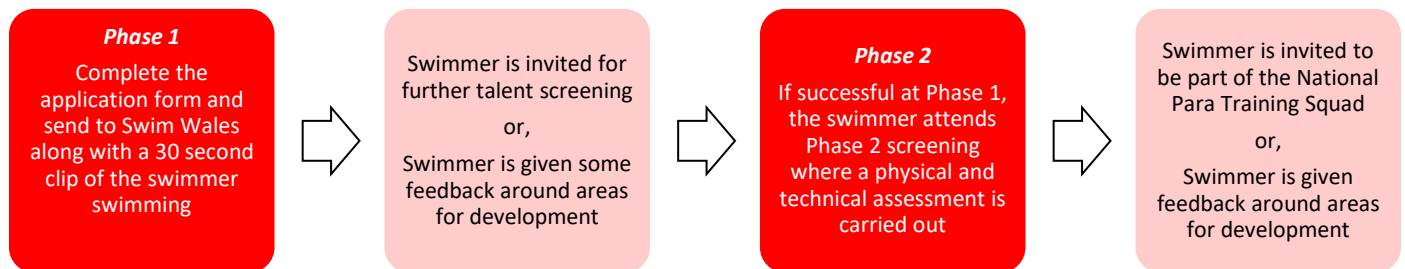 Phase 1
Complete the
application form and
send to Swim Wales
along with a 30 second
clip of the swimmer
swimming
Swimmer is invited for
further talent screening
or,
Swimmer is given some
feedback around areas
for development
Phase 2
If successful at Phase 1,
the swimmer attends
Phase 2 screening
where a physical and
technical assessment is
carried out
Swimmer is invited to
be part of the National
Para Training Squad
or,
Swimmer is given
feedback around areas
for development